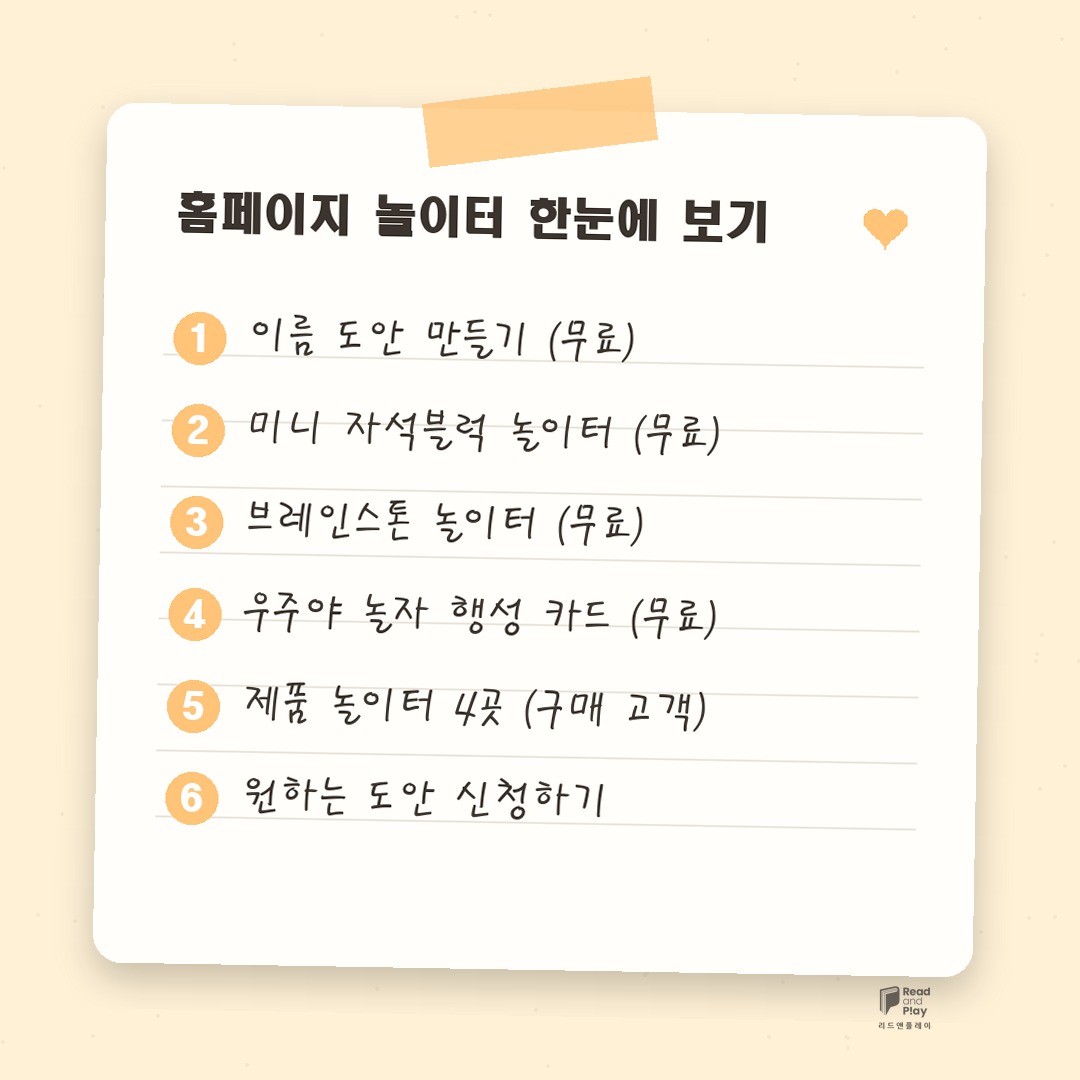 홈페이지 놀이터 한눈에 보기
1 이름 도안 만들기 (무료)
2 미니 자석블럭 놀이터 (무료)
3 브레인스톤 놀이터 (무료)
4 우주야 놀자 행성 카드 (무료)
5 제품 놀이터 4곳 (구매 고객)
6 원하는 도안 신청하기
Read
and
Play
리드앤플레이